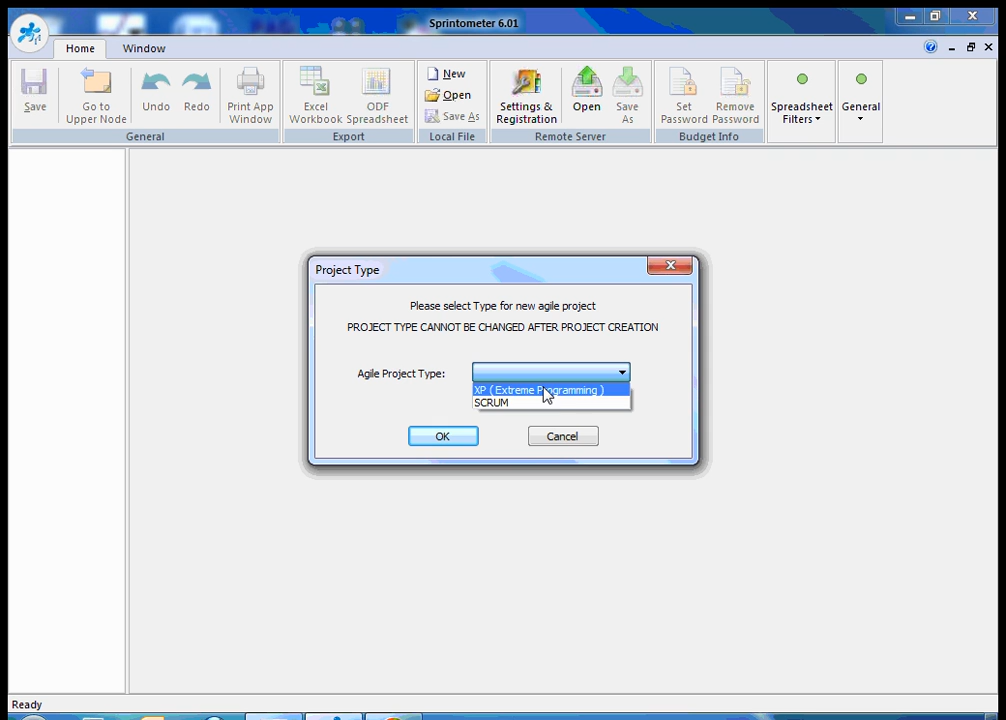 Sprintometer 6.01
Home
Window
Save
Go to
Upper Node
Undo
Redo
Print App
Window
Excel
Workbook
ODF
Spreadsheet
New
Open
Save As
Settings &
Registration
Open
Save
As
Set
Password
Remove
Password
Spreadsheet
Filters
General
General
Export
Local File
Remote Server
Budget Info
Project Type
Please select Type for new agile project
PROJECT TYPE CANNOT BE CHANGED AFTER PROJECT CREATION
Agile Project Type:
XP ( Extreme Programming )
SCRUM
OK
Cancel
Ready